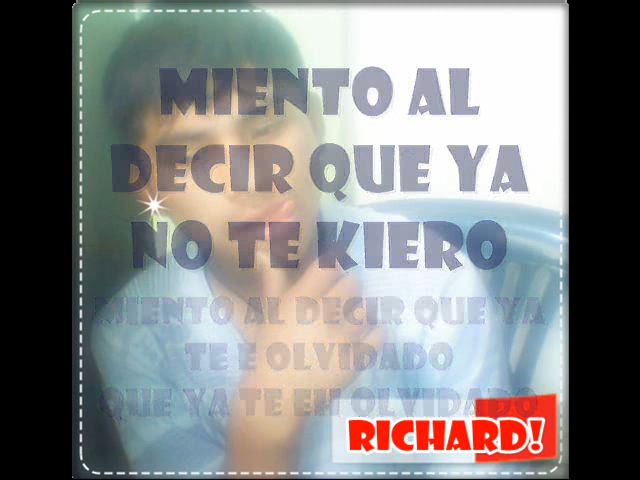 MIENTO AL
DECIR QUE YA
NO TE KIERO
MIENTO AL DECIR QUE YA
TE E OLVIDADO
QUE YA TE EH OLVIDADO
RICHARD!